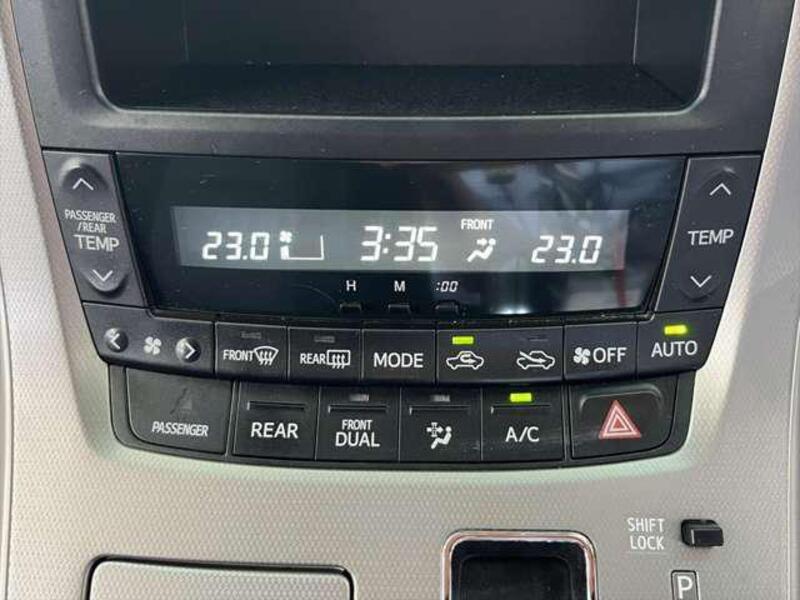 PASSENGER
/REAR
TEMP
FRONT
23.0 3:35 23.0
TEMP
H M :00
FRONT REAR MODE OFF AUTO
PASSENGER REAR FRONT DUAL A/C
SHIFT
LOCK
P